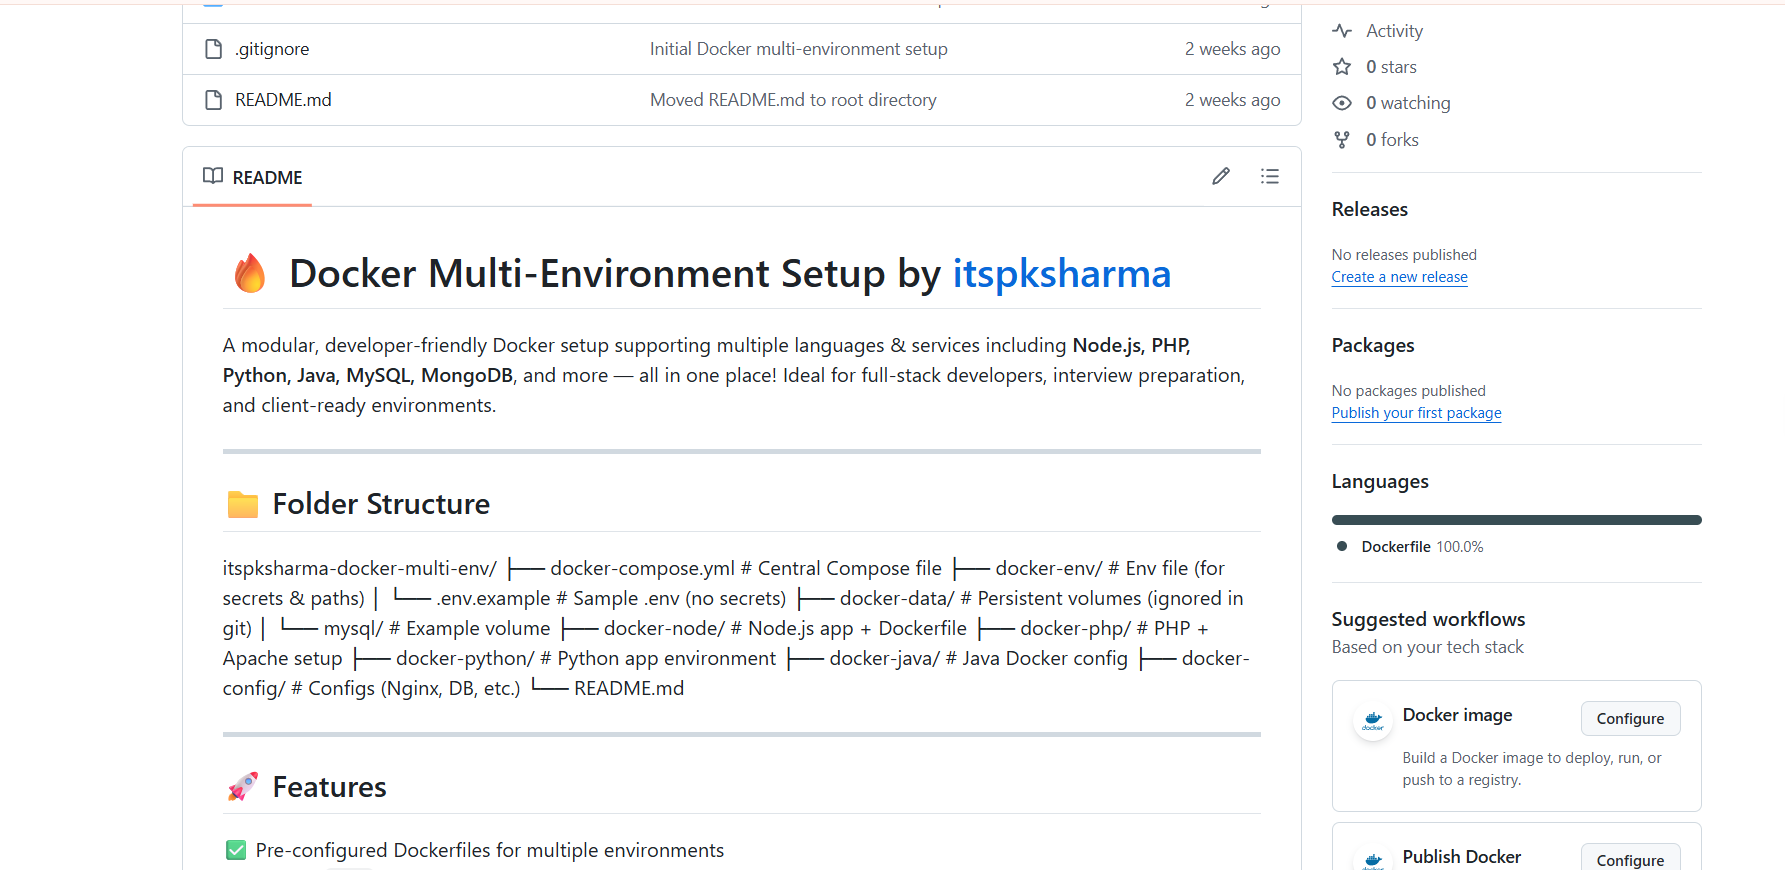 .gitignore Initial Docker multi-environment setup 2 weeks ago
README.md Moved README.md to root directory 2 weeks ago
README
🔥 Docker Multi-Environment Setup by itspksharma
A modular, developer-friendly Docker setup supporting multiple languages & services including Node.js, PHP,
Python, Java, MySQL, MongoDB, and more — all in one place! Ideal for full-stack developers, interview preparation,
and client-ready environments.
📁 Folder Structure
itspksharma-docker-multi-env/ ├── docker-compose.yml # Central Compose file ├── docker-env/ # Env file (for
secrets & paths) │ └── .env.example # Sample .env (no secrets) ├── docker-data/ # Persistent volumes (ignored in
git) │ └── mysql/ # Example volume ├── docker-node/ # Node.js app + Dockerfile ├── docker-php/ # PHP +
Apache setup ├── docker-python/ # Python app environment ├── docker-java/ # Java Docker config ├── docker-
config/ # Configs (Nginx, DB, etc.) └── README.md
🚀 Features
✅ Pre-configured Dockerfiles for multiple environments
Activity
0 stars
0 watching
0 forks
Releases
No releases published
Create a new release
Packages
No packages published
Publish your first package
Languages
Dockerfile 100.0%
Suggested workflows
Based on your tech stack
docker
Docker image
Configure
Build a Docker image to deploy, run, or
push to a registry.
Publish Docker
Configure